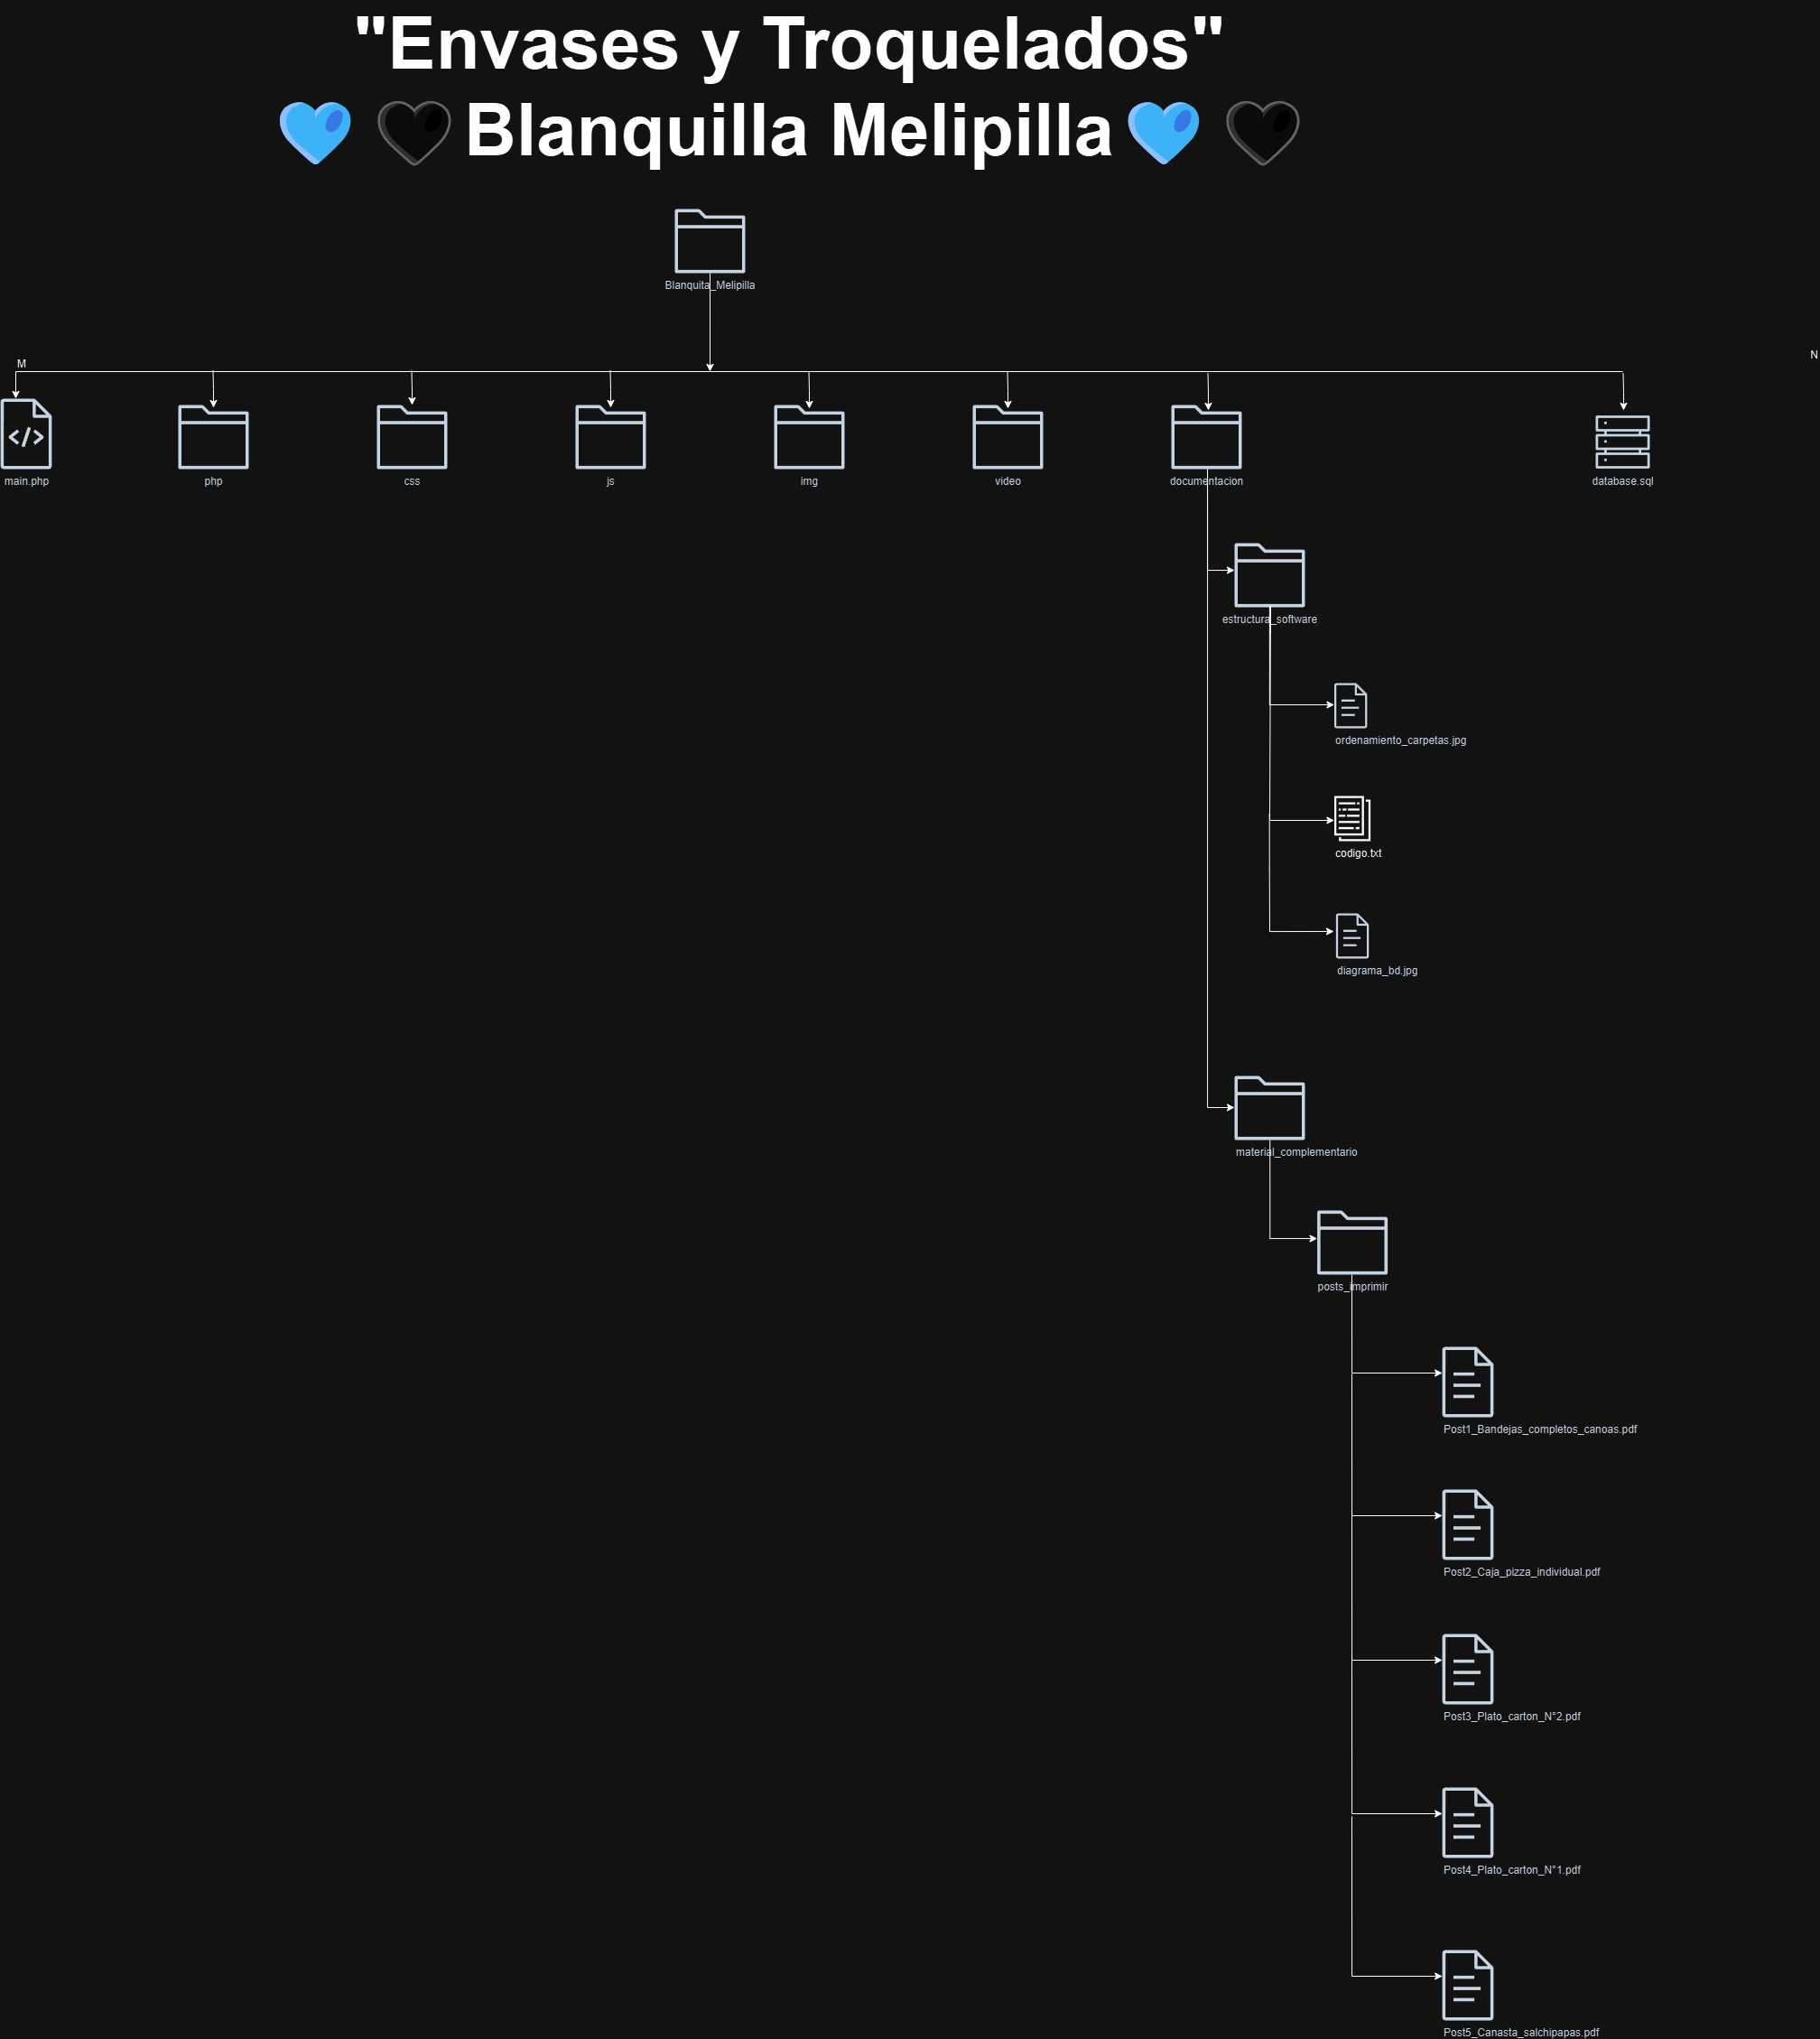 "Envases y Troquelados"
💙 🖤 Blanquilla Melipilla 💙 🖤
Blanquita_Melipilla
M
N
main.php
php
css
js
img
video
documentacion
database.sql
estructura_software
ordenamiento_carpetas.jpg
codigo.txt
diagrama_bd.jpg
material_complementario
posts_imprimir
Post1_Bandejas_completos_canoas.pdf
Post2_Caja_pizza_individual.pdf
Post3_Plato_carton_N°2.pdf
Post4_Plato_carton_N°1.pdf
Post5_Canasta_salchipapas.pdf